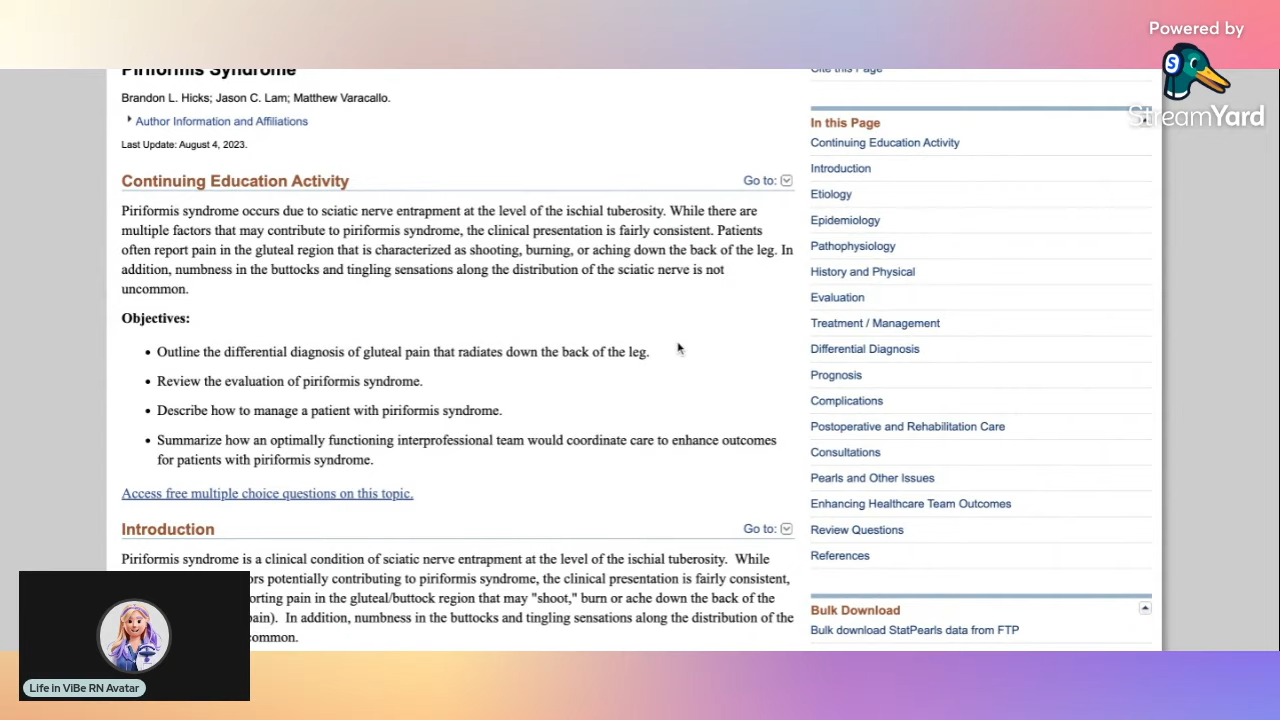 Powered by
StreamYard
Piriformis Syndrome
Brandon L. Hicks; Jason C. Lam; Matthew Varacallo.
Author Information and Affiliations
Last Update: August 4, 2023.
Continuing Education Activity
Go to:
Piriformis syndrome occurs due to sciatic nerve entrapment at the level of the ischial tuberosity. While there are
multiple factors that may contribute to piriformis syndrome, the clinical presentation is fairly consistent. Patients
often report pain in the gluteal region that is characterized as shooting, burning, or aching down the back of the leg. In
addition, numbness in the buttocks and tingling sensations along the distribution of the sciatic nerve is not
uncommon.
Objectives:
• Outline the differential diagnosis of gluteal pain that radiates down the back of the leg.
• Review the evaluation of piriformis syndrome.
• Describe how to manage a patient with piriformis syndrome.
• Summarize how an optimally functioning interprofessional team would coordinate care to enhance outcomes
for patients with piriformis syndrome.
Access free multiple choice questions on this topic.
Introduction
Go to:
Piriformis syndrome is a clinical condition of sciatic nerve entrapment at the level of the ischial tuberosity. While
ors potentially contributing to piriformis syndrome, the clinical presentation is fairly consistent,
orting pain in the gluteal/buttock region that may "shoot," burn or ache down the back of the
pain). In addition, numbness in the buttocks and tingling sensations along the distribution of the
common.
Cite this Page
In this Page
Continuing Education Activity
Introduction
Etiology
Epidemiology
Pathophysiology
History and Physical
Evaluation
Treatment / Management
Differential Diagnosis
Prognosis
Complications
Postoperative and Rehabilitation Care
Consultations
Pearls and Other Issues
Enhancing Healthcare Team Outcomes
Review Questions
References
Bulk Download
Bulk download StatPearls data from FTP
Life in ViBe RN Avatar